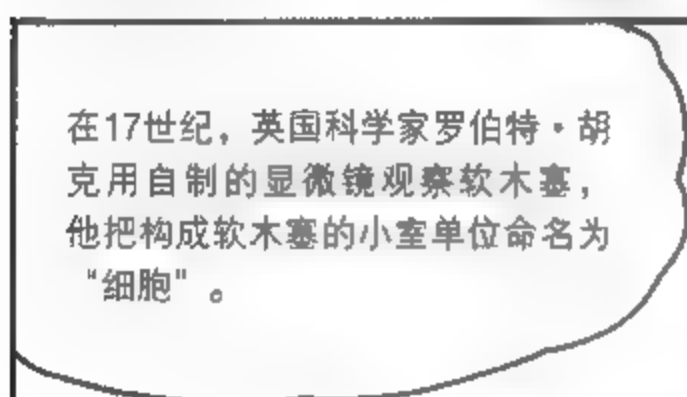 在17世纪，英国科学家罗伯特·胡
克用自制的显微镜观察软木塞，
他把构成软木塞的小室单位命名为
“细胞”。